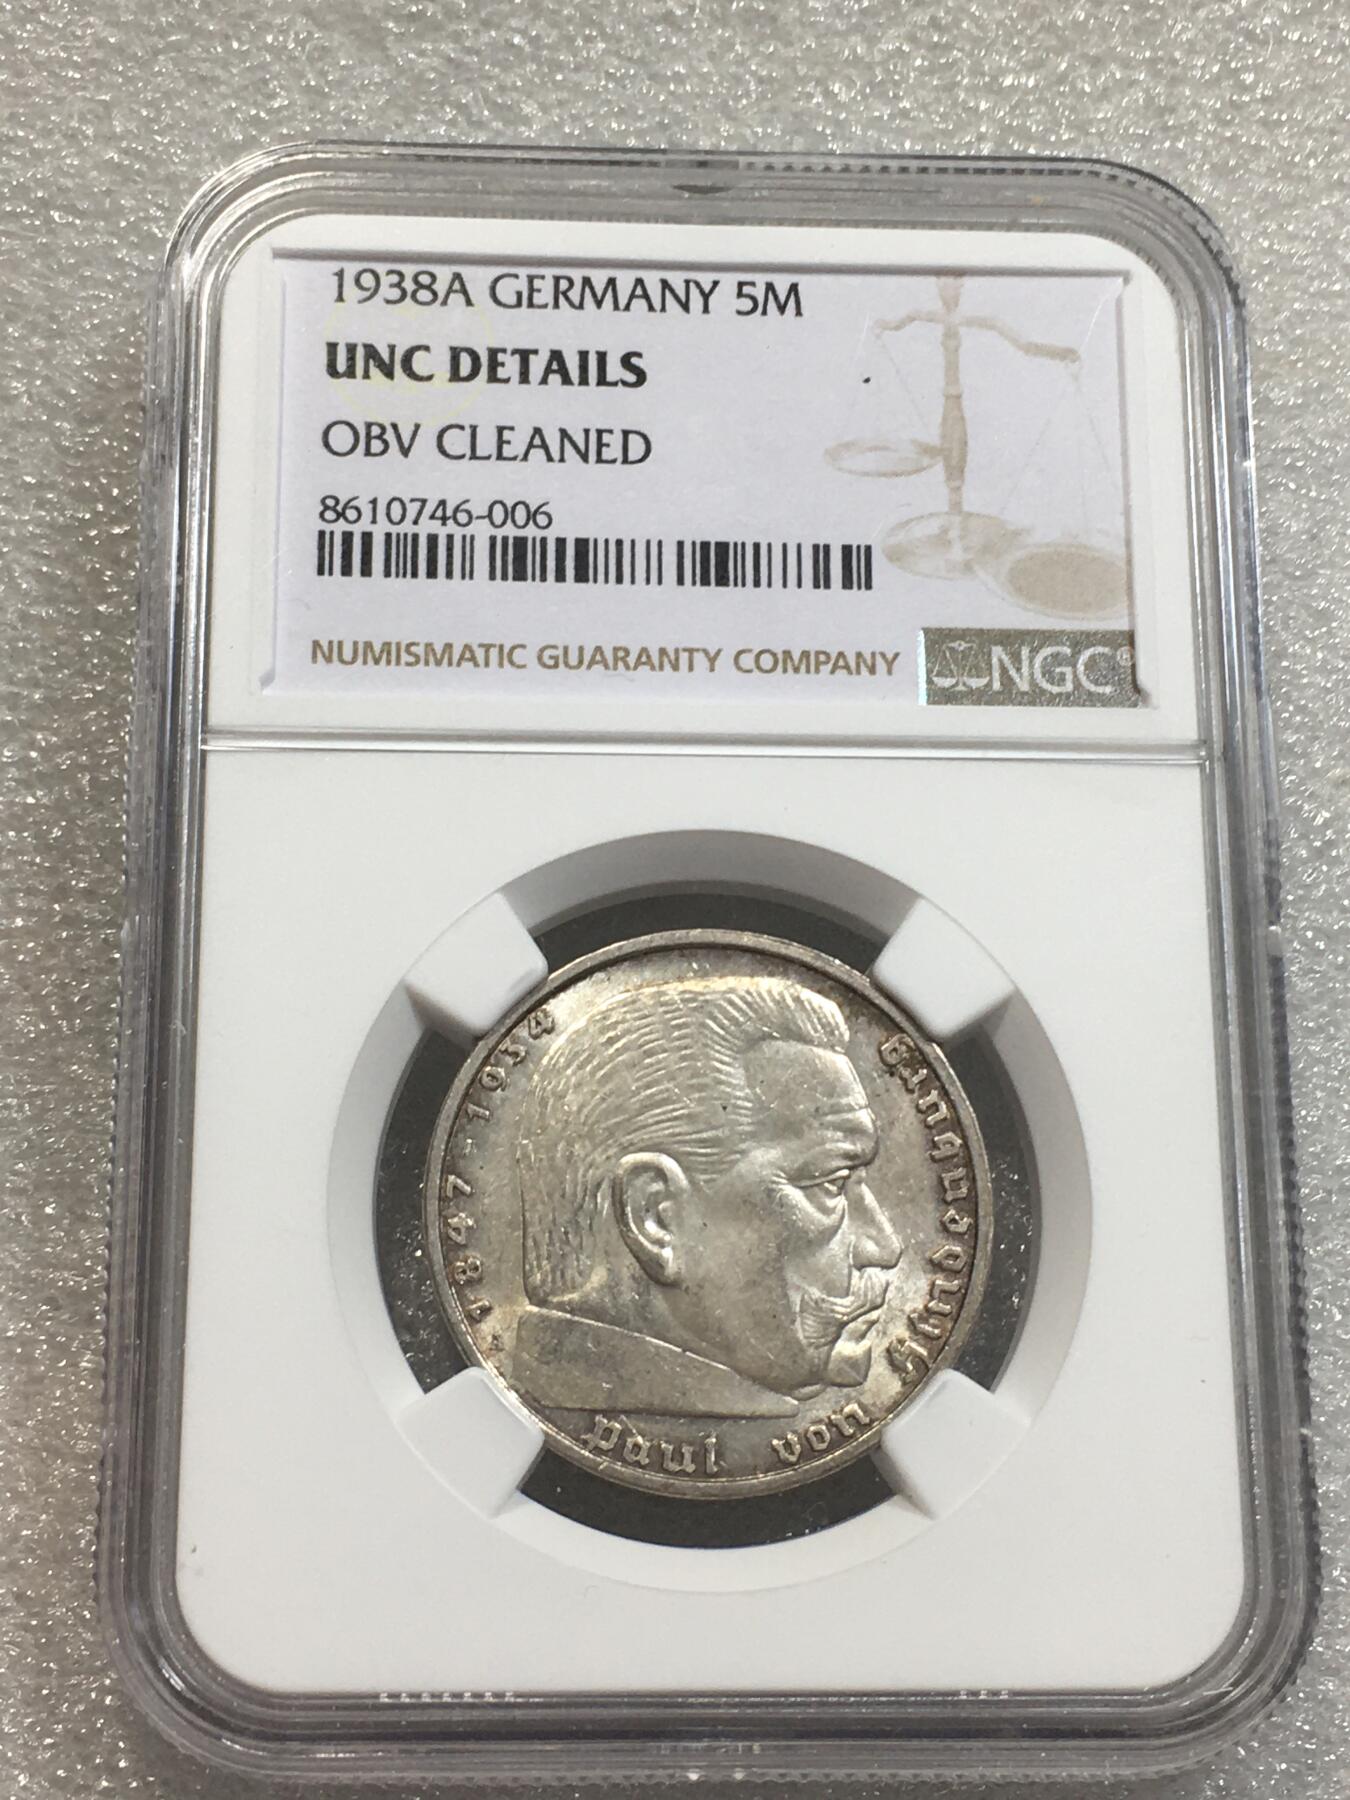 1938A GERMANY 5M
UNC DETAILS
OBV CLEANED
8610746-006
NUMISMATIC GUARANTY COMPANY
NGC®
1847-1934
Paul von Hindenburg
A